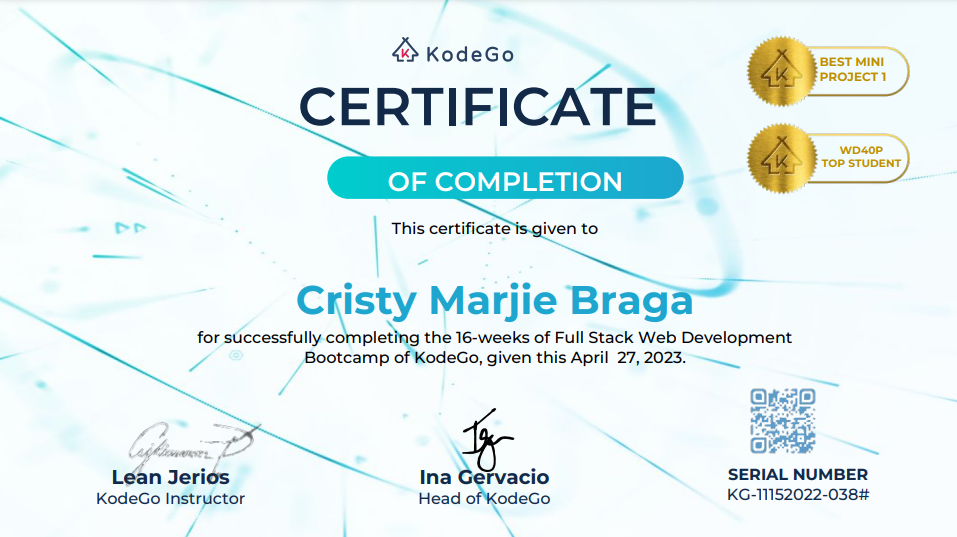 KodeGo
CERTIFICATE
OF COMPLETION
BEST MINI
PROJECT 1
WD40P
TOP STUDENT
This certificate is given to
Cristy Marjie Braga
for successfully completing the 16-weeks of Full Stack Web Development
Bootcamp of KodeGo, given this April 27, 2023.
Lean Jerios
KodeGo Instructor
Ina Gervacio
Head of KodeGo
SERIAL NUMBER
KG-11152022-038#